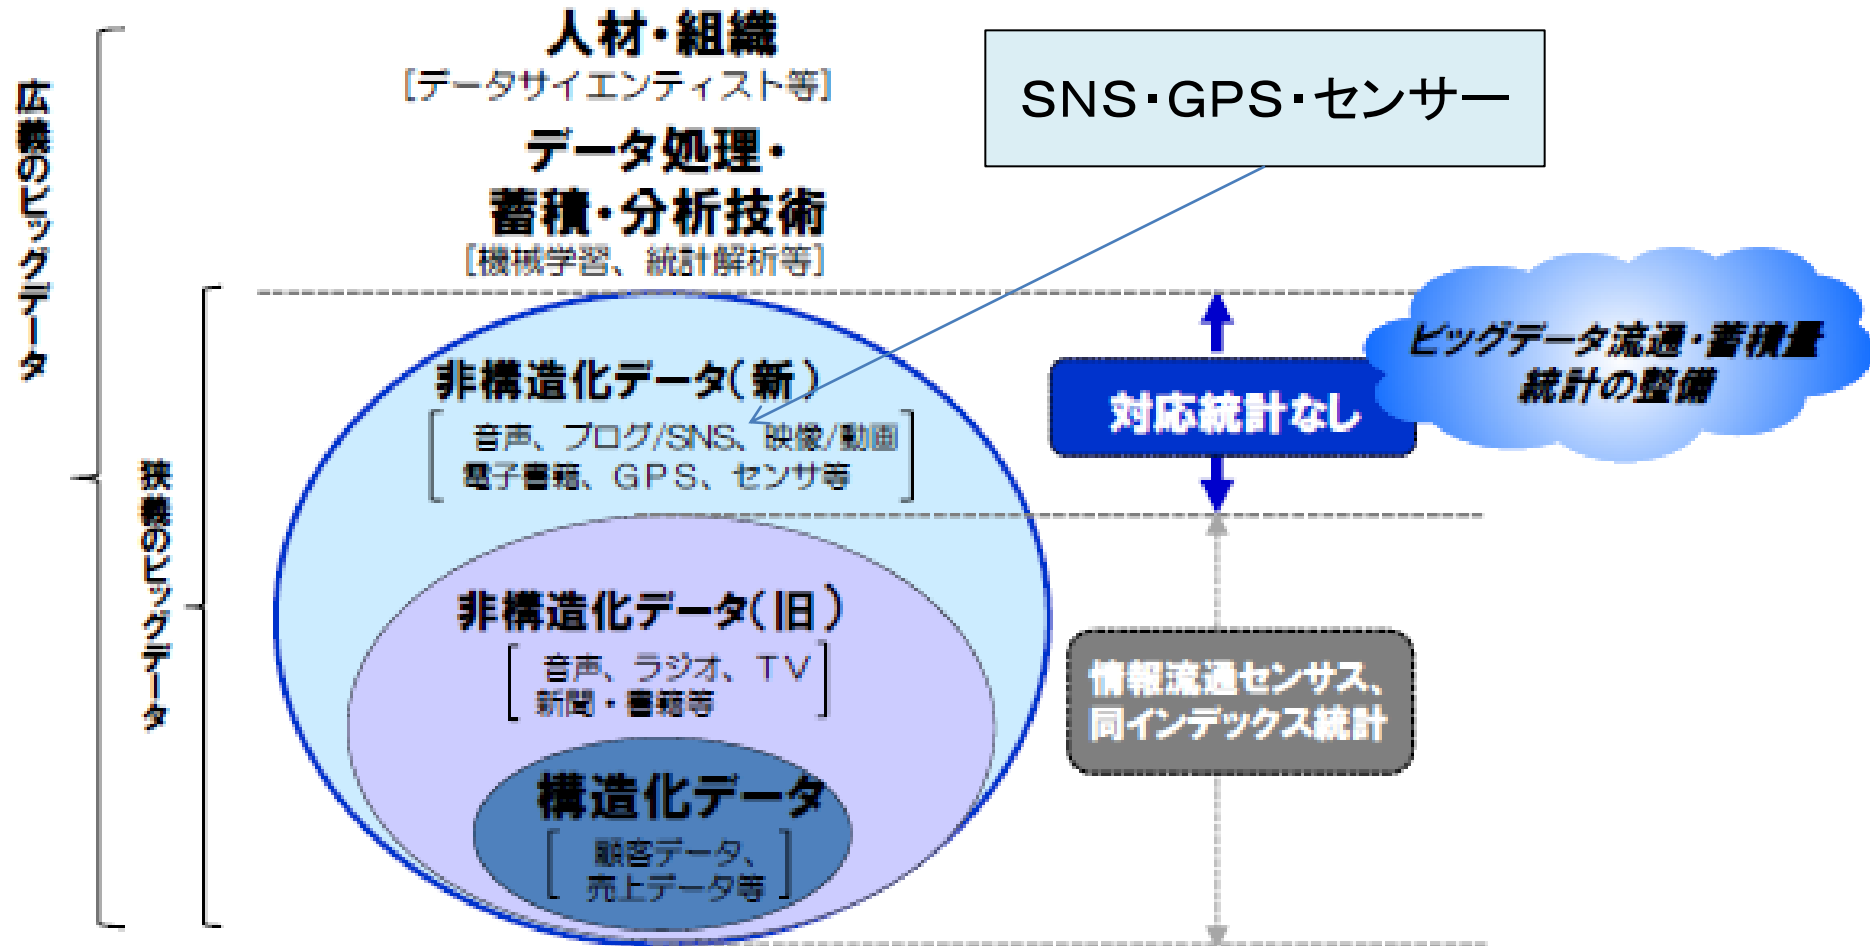 広義のビッグデータ
狭義のビッグデータ
人材・組織
[データサイエンティスト等]
データ処理・
蓄積・分析技術
[機械学習、統計解析等]
SNS・GPS・センサー
非構造化データ(新)
音声、ブログ/SNS、映像/動画
電子書籍、GPS、センサ等
対応統計なし
ビッグデータ流通・蓄積量
統計の整備
非構造化データ(旧)
音声、ラジオ、TV
新聞・書籍等
情報流通センサス、
同インデックス統計
構造化データ
顧客データ、
売上データ等